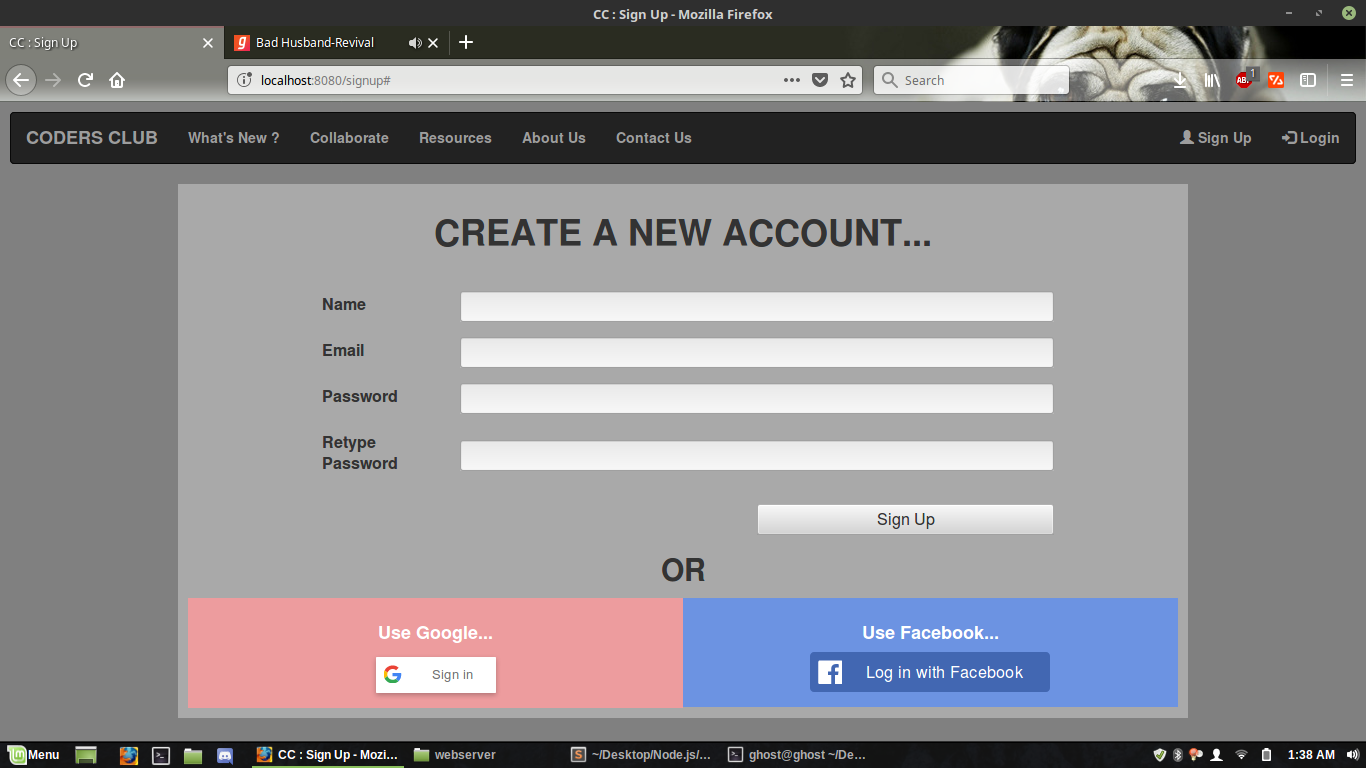 CC : Sign Up - Mozilla Firefox
CC : Sign Up
Bad Husband-Revival
localhost:8080/signup#
Search
ABP
1
CODERS CLUB What's New ? Collaborate Resources About Us Contact Us Sign Up Login
CREATE A NEW ACCOUNT...
Name
Email
Password
Retype
Password
Sign Up
OR
Use Google...
Sign in
Use Facebook...
Log in with Facebook
Menu
CC : Sign Up - Mozi...
webserver
~/Desktop/Node.js/...
ghost@ghost ~/De...
1:38 AM